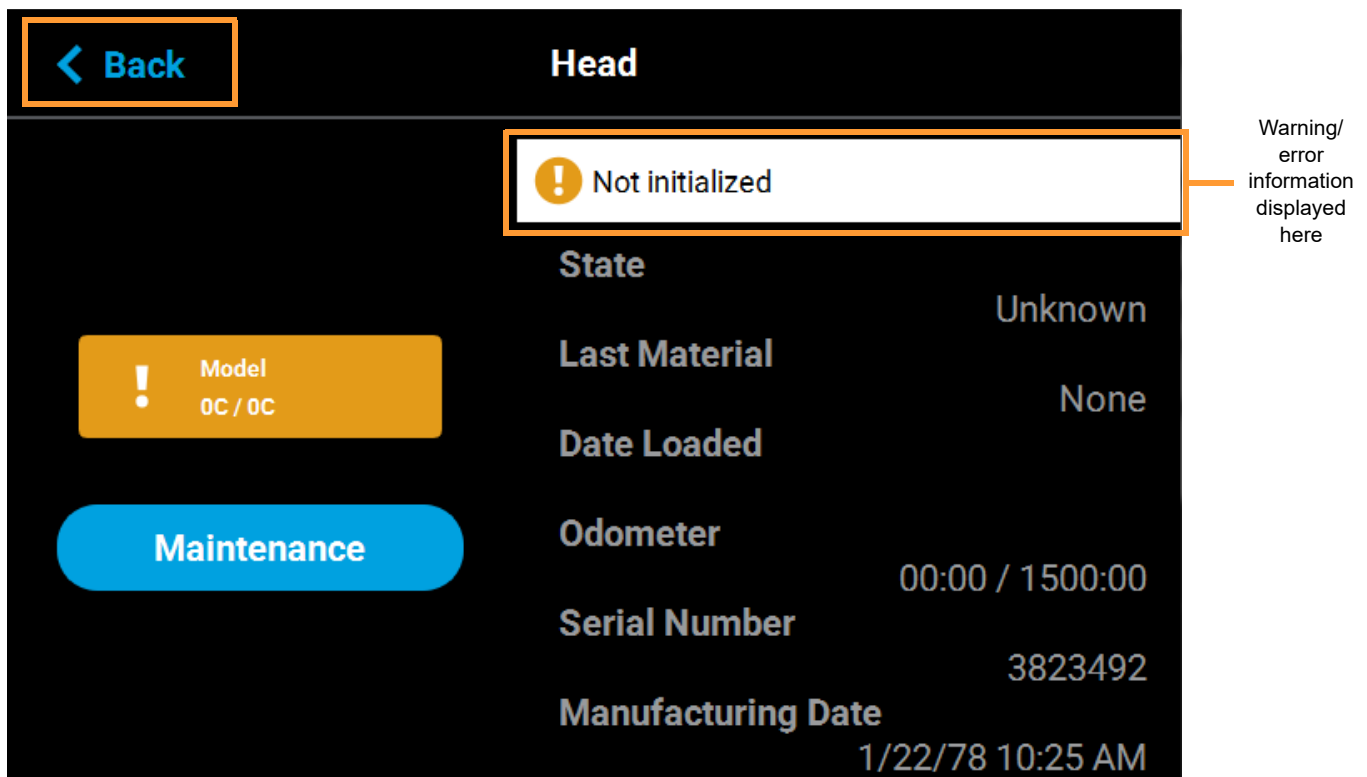 Back
Head
Not initialized
Warning/
error
information
displayed
here
State
Unknown
Last Material
None
Date Loaded
Odometer
00:00 / 1500:00
Serial Number
3823492
Manufacturing Date
1/22/78 10:25 AM
!
Model
0C / 0C
Maintenance